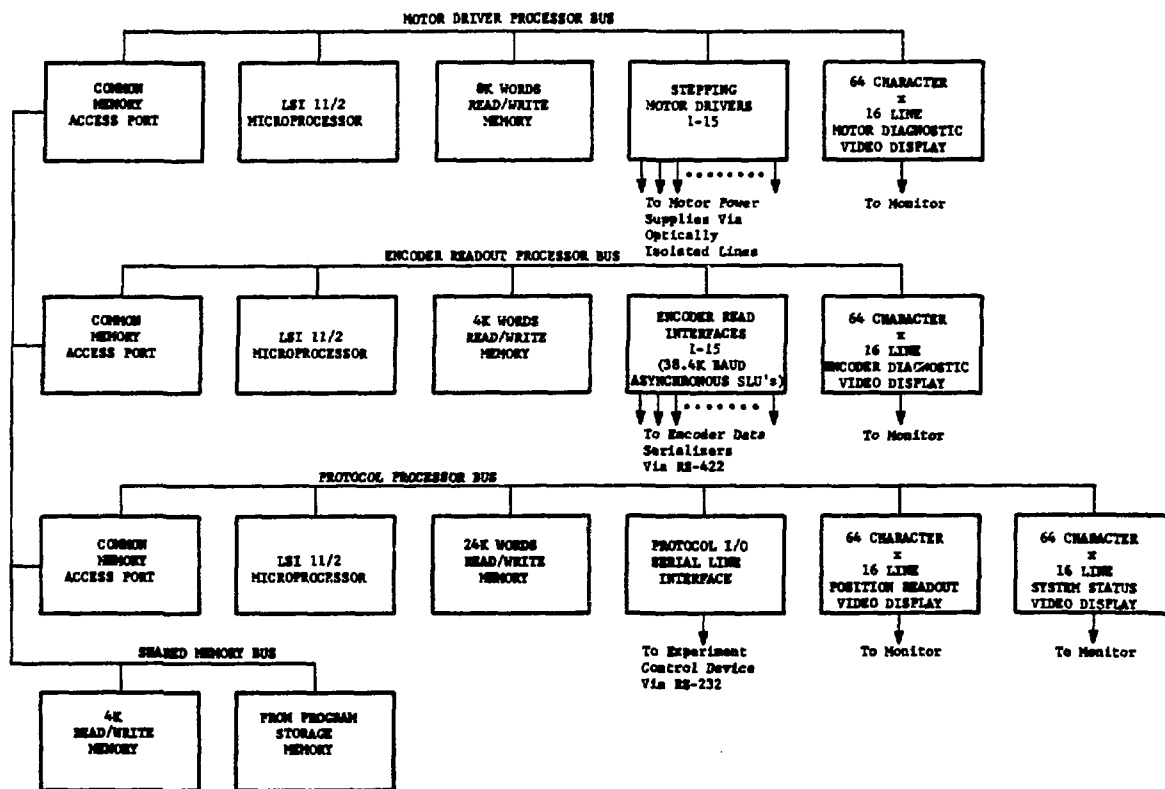 MOTOR DRIVER PROCESSOR BUS
COMMON
MEMORY
ACCESS PORT
LSI 11/2
MICROPROCESSOR
8K WORDS
READ/WRITE
MEMORY
STEPPING
MOTOR DRIVERS
1-15
64 CHARACTER
x
16 LINE
MOTOR DIAGNOSTIC
VIDEO DISPLAY
To Motor Power
Supplies Via
Optically
Isolated Lines
To Monitor
ENCODER READOUT PROCESSOR BUS
COMMON
MEMORY
ACCESS PORT
LSI 11/2
MICROPROCESSOR
4K WORDS
READ/WRITE
MEMORY
ENCODER READ
INTERFACES
1-15
(38.4K BAUD
ASYNCHRONOUS SLU's)
64 CHARACTER
x
16 LINE
ENCODER DIAGNOSTIC
VIDEO DISPLAY
To Encoder Data
Serializers
Via RS-422
To Monitor
PROTOCOL PROCESSOR BUS
COMMON
MEMORY
ACCESS PORT
LSI 11/2
MICROPROCESSOR
24K WORDS
READ/WRITE
MEMORY
PROTOCOL I/O
SERIAL LINE
INTERFACE
64 CHARACTER
x
16 LINE
POSITION READOUT
VIDEO DISPLAY
64 CHARACTER
x
16 LINE
SYSTEM STATUS
VIDEO DISPLAY
To Experiment
Control Device
Via RS-232
To Monitor
To Monitor
SHARED MEMORY BUS
4K
READ/WRITE
MEMORY
PROM PROGRAM
STORAGE
MEMORY